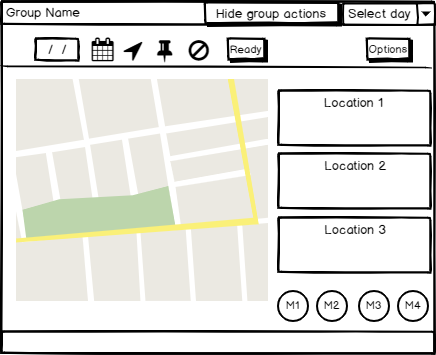 Group Name
Hide group actions
Select day
/ /
Ready
Options
Location 1
Location 2
Location 3
M1
M2
M3
M4